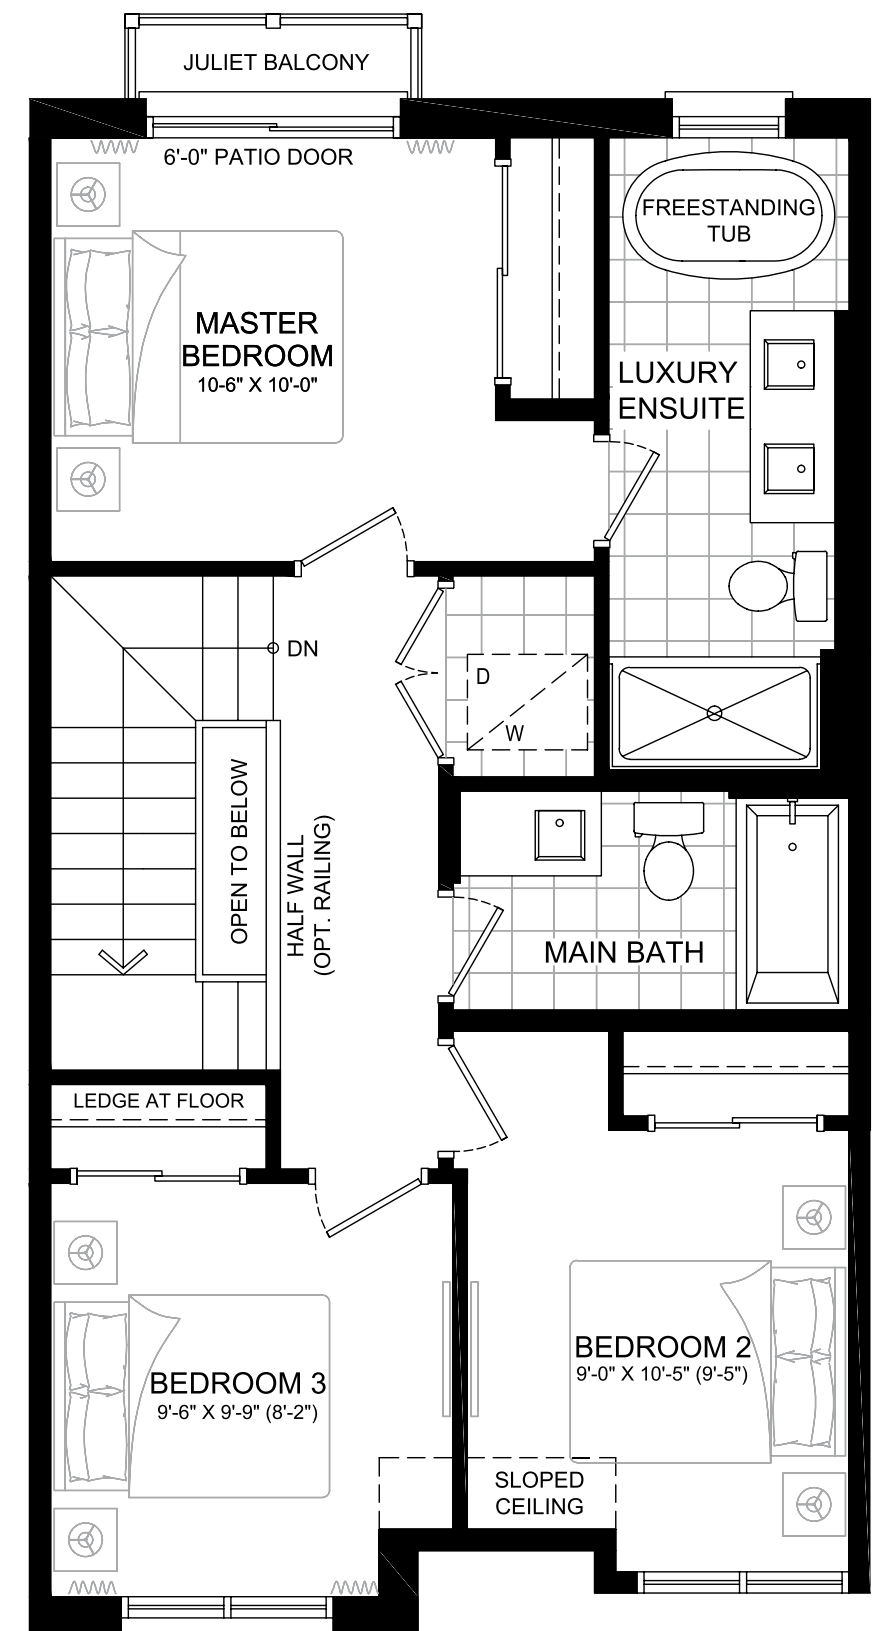 JULIET BALCONY
6'-0" PATIO DOOR
FREESTANDING
TUB
MASTER
BEDROOM
10-6" X 10'-0"
LUXURY
ENSUITE
DN
D
W
OPEN TO BELOW
HALF WALL
(OPT. RAILING)
MAIN BATH
LEDGE AT FLOOR
BEDROOM 2
9'-0" X 10'-5" (9'-5")
BEDROOM 3
9'-6" X 9'-9" (8'-2")
SLOPED
CEILING